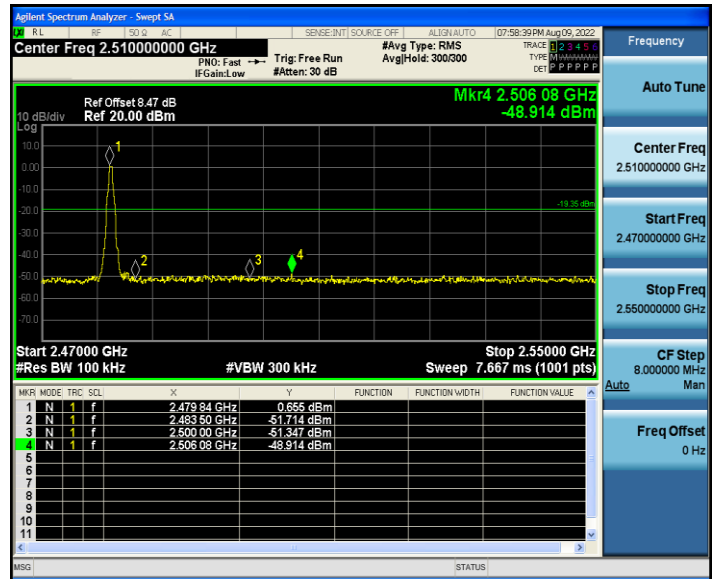 Agilent Spectrum Analyzer - Swept SA
RL RF 50 Ω AC SENSE:INT SOURCE OFF ALIGNAUTO 07:58:39PM Aug 09, 2022
Center Freq 2.510000000 GHz #Avg Type: RMS TRACE 1 2 3 4 5 6
PNO: Fast Trig: Free Run Avg|Hold: 300/300 TYPE M
IFGain:Low #Atten: 30 dB DET P P P P P P
Ref Offset 8.47 dB Mkr4 2.506 08 GHz
10 dB/div Ref 20.00 dBm -48.914 dBm
Log
10.0
0.00
-10.0
-20.0
-30.0
-40.0
-50.0
-60.0
-70.0
1
-19.35 dBm
2 3 4
Start 2.47000 GHz Stop 2.55000 GHz
#Res BW 100 kHz #VBW 300 kHz Sweep 7.667 ms (1001 pts)
MKR MODE TRC SCL X Y FUNCTION FUNCTION WIDTH FUNCTION VALUE
1 N 1 f 2.479 84 GHz 0.655 dBm
2 N 1 f 2.483 50 GHz -51.714 dBm
3 N 1 f 2.500 00 GHz -51.347 dBm
4 N 1 f 2.506 08 GHz -48.914 dBm
5
6
7
8
9
10
11
MSG STATUS
Frequency
Auto Tune
Center Freq
2.510000000 GHz
Start Freq
2.470000000 GHz
Stop Freq
2.550000000 GHz
CF Step
8.000000 MHz
Auto Man
Freq Offset
0 Hz